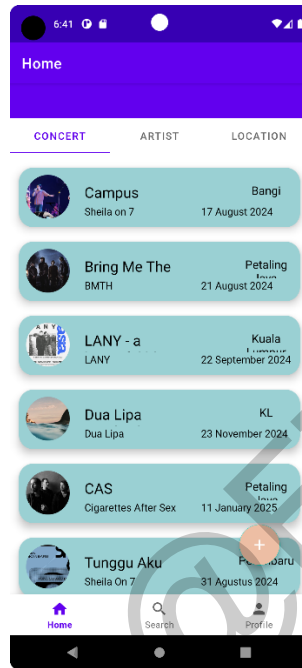 6:41
Home
CONCERT ARTIST LOCATION
Campus Bangi
Sheila on 7 17 August 2024
Bring Me The Petaling
BMTH 21 August 2024
LANY - a Kuala
LANY 22 September 2024
Dua Lipa KL
Dua Lipa 23 November 2024
CAS Petaling
Cigarettes After Sex 11 January 2025
Tunggu Aku
Sheila On 7 31 Agustus 2024
+
Home Search Profile